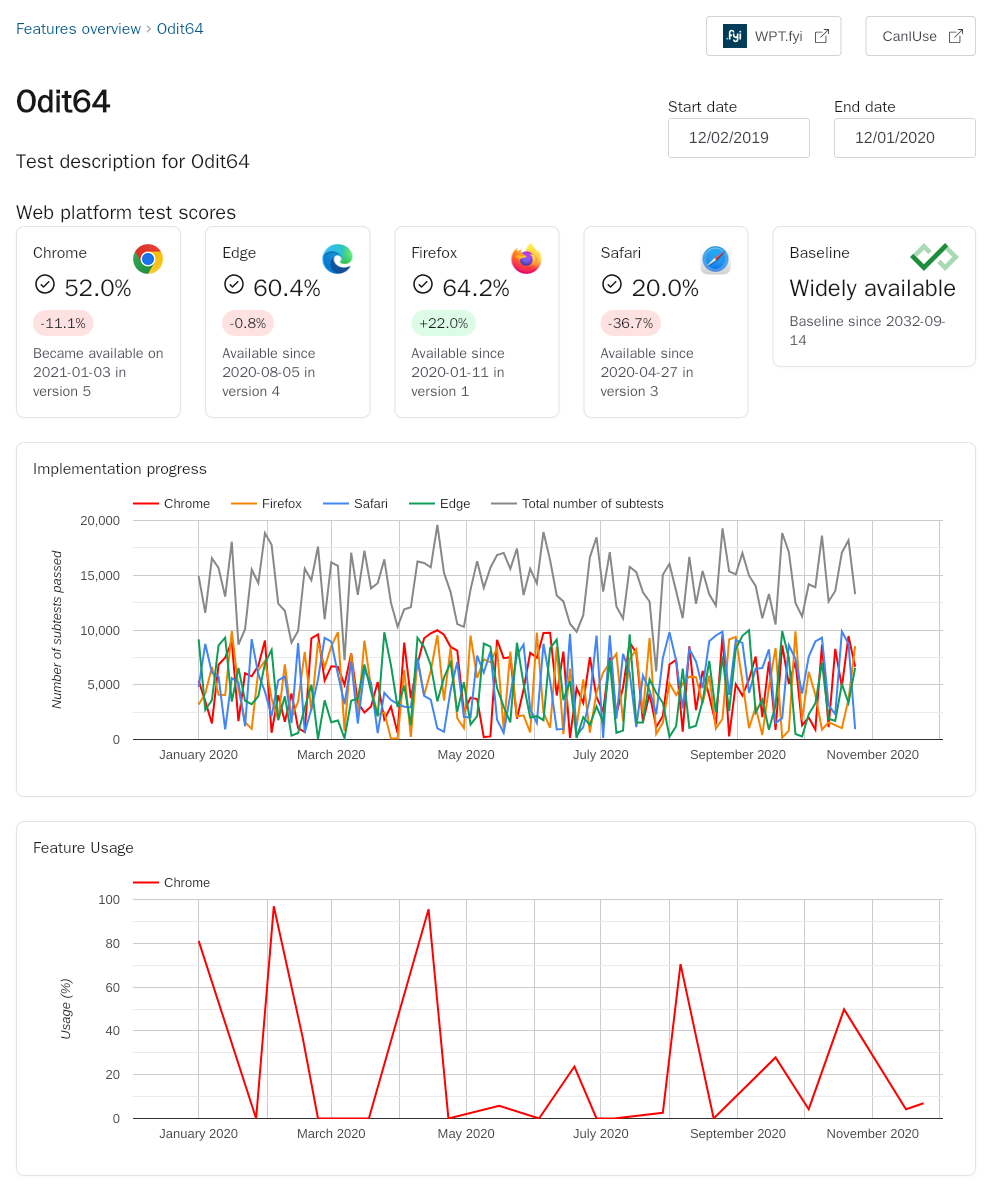 Features overview › Odit64
.fyi WPT.fyi
CanIUse
Odit64
Start date
End date
12/02/2019
12/01/2020
Test description for Odit64
Web platform test scores
Chrome
52.0%
-11.1%
Became available on
2021-01-03 in
version 5
Edge
60.4%
-0.8%
Available since
2020-08-05 in
version 4
Firefox
64.2%
+22.0%
Available since
2020-01-11 in
version 1
Safari
20.0%
-36.7%
Available since
2020-04-27 in
version 3
Baseline
Widely available
Baseline since 2032-09-
14
Implementation progress
Chrome Firefox Safari Edge Total number of subtests
Number of subtests passed
20,000
15,000
10,000
5,000
0
January 2020 March 2020 May 2020 July 2020 September 2020 November 2020
Feature Usage
Chrome
Usage (%)
100
80
60
40
20
0
January 2020 March 2020 May 2020 July 2020 September 2020 November 2020